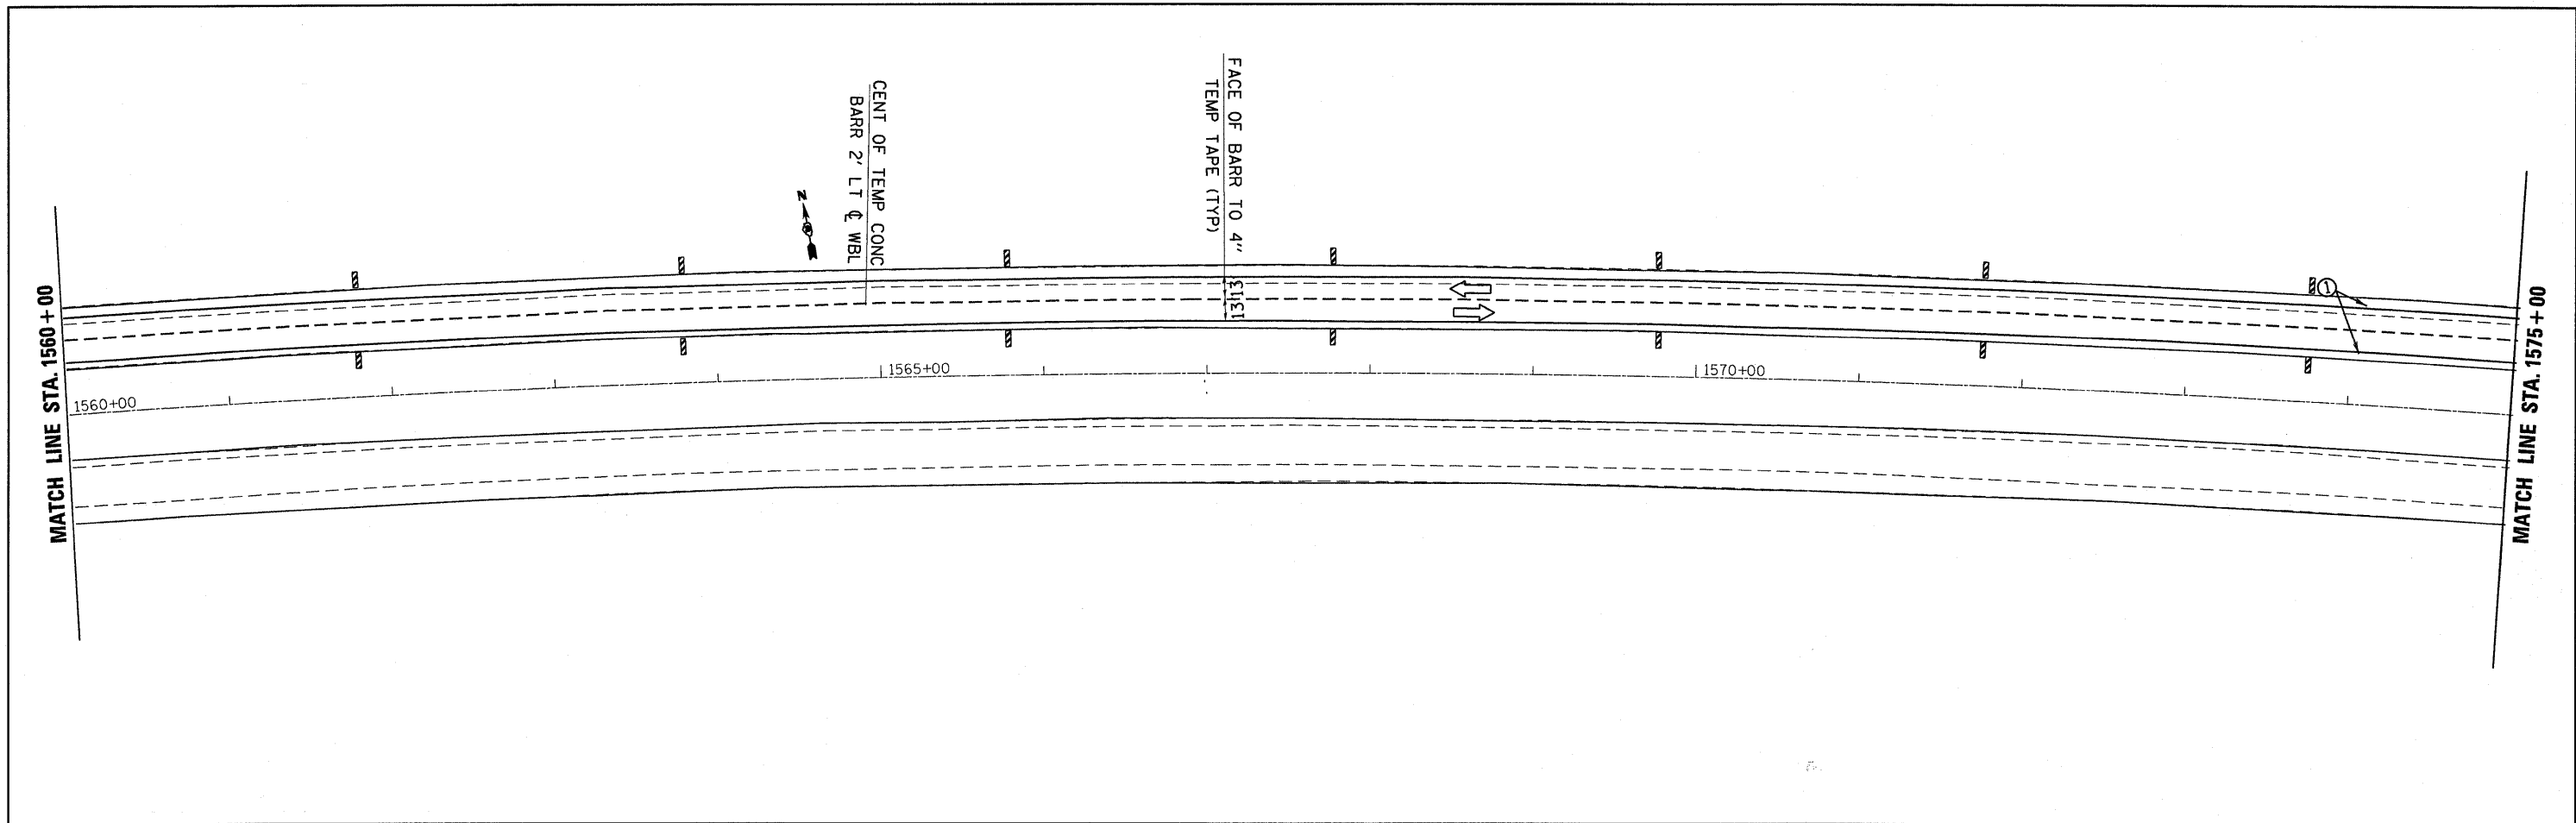 FACE OF BARR TO 4"
TEMP TAPE (TYP)
CENT OF TEMP CONC
BARR 2' LT ℄ WBL
N
13'
13'
1
MATCH LINE STA. 1560+00
MATCH LINE STA. 1575+00
1560+00
1565+00
1570+00